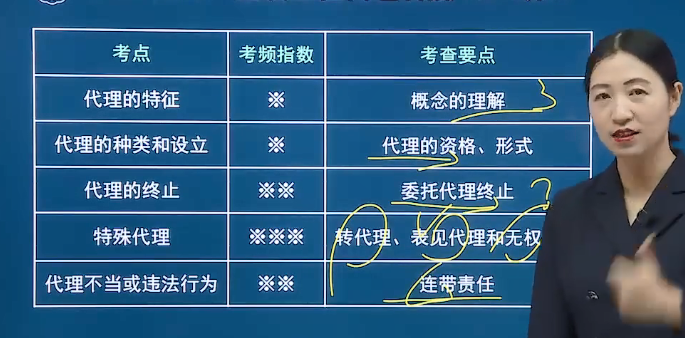 考点 考频指数 考查要点
代理的特征 ※ 概念的理解
代理的种类和设立 ※ 代理的资格、形式
代理的终止 ※※ 委托代理终止
特殊代理 ※※※ 转代理、表见代理和无权
代理不当或违法行为 ※※ 连带责任